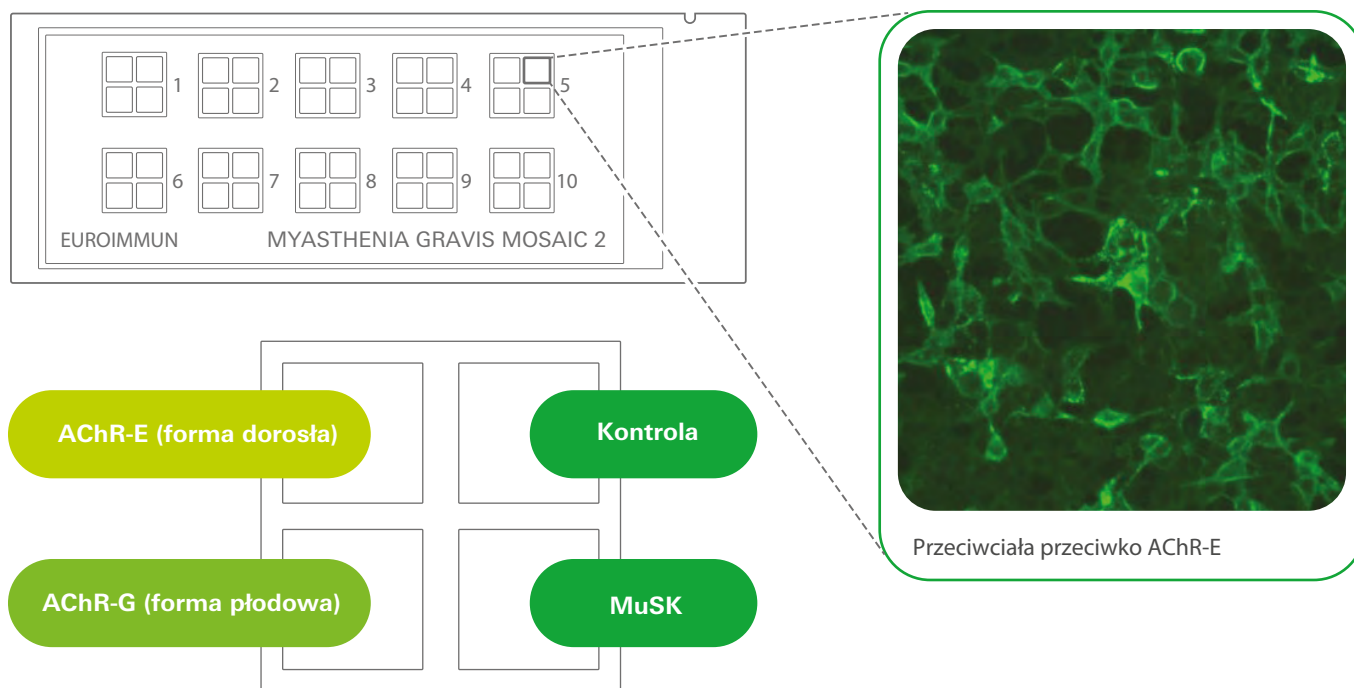 1
2
3
4
5
6
7
8
9
10
EUROIMMUN
MYASTHENIA GRAVIS MOSAIC 2
AChR-E (forma dorosła)
Kontrola
AChR-G (forma płodowa)
MuSK
Przeciwciała przeciwko AChR-E